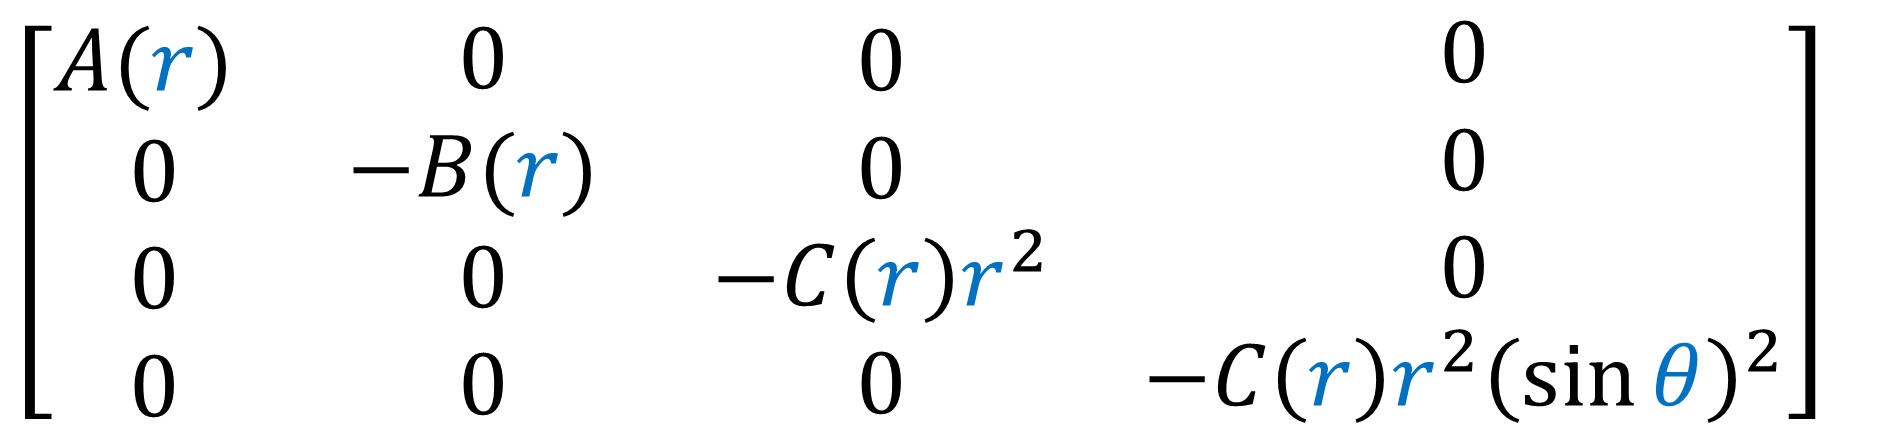 A(r) 0 0 0
0 −B(r) 0 0
0 0 −C(r)r² 0
0 0 0 −C(r)r²(sin θ)²